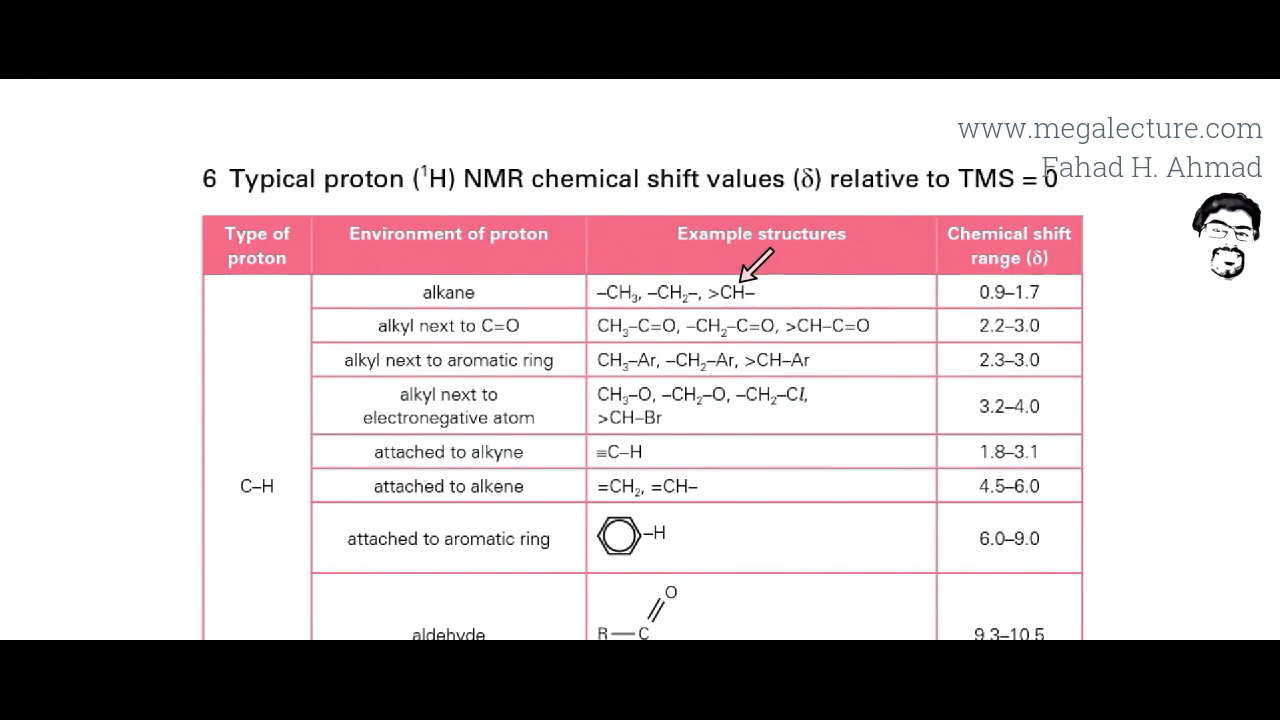 www.megalecture.com
Fahad H. Ahmad
6 Typical proton (¹H) NMR chemical shift values (δ) relative to TMS = 0
Type of proton
Environment of proton
Example structures
Chemical shift range (δ)
C–H
alkane
–CH₃, –CH₂–, >CH–
0.9–1.7
alkyl next to C=O
CH₃–C=O, –CH₂–C=O, >CH–C=O
2.2–3.0
alkyl next to aromatic ring
CH₃–Ar, –CH₂–Ar, >CH–Ar
2.3–3.0
alkyl next to
electronegative atom
CH₃–O, –CH₂–O, –CH₂–Cl,
>CH–Br
3.2–4.0
attached to alkyne
≡C–H
1.8–3.1
attached to alkene
=CH₂, =CH–
4.5–6.0
attached to aromatic ring
–H
6.0–9.0
aldehyde
O
R—C
9.3–10.5